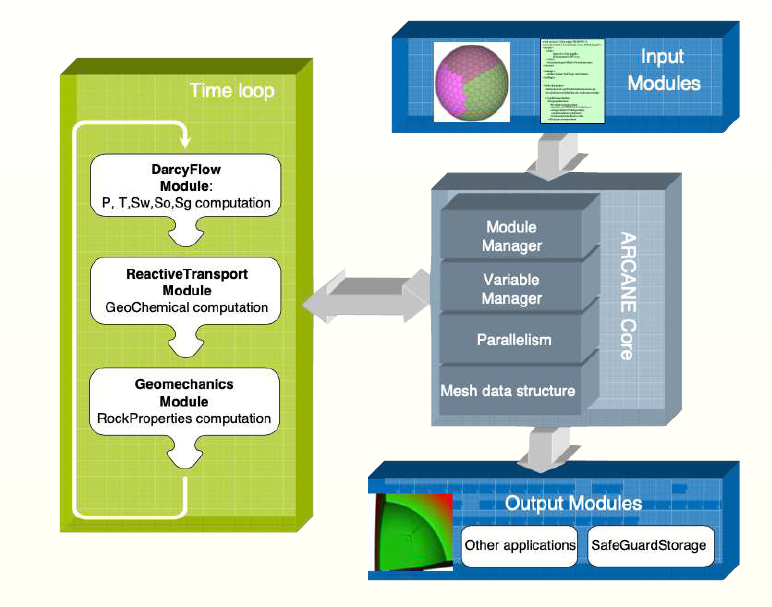 Time loop
DarcyFlow
Module:
P, T,Sw,So,Sg computation
ReactiveTransport
Module
GeoChemical computation
Geomechanics
Module
RockProperties computation
Input
Modules
Module
Manager
Variable
Manager
Parallelism
Mesh data structure
ARCANE Core
Output Modules
Other applications
SafeGuardStorage